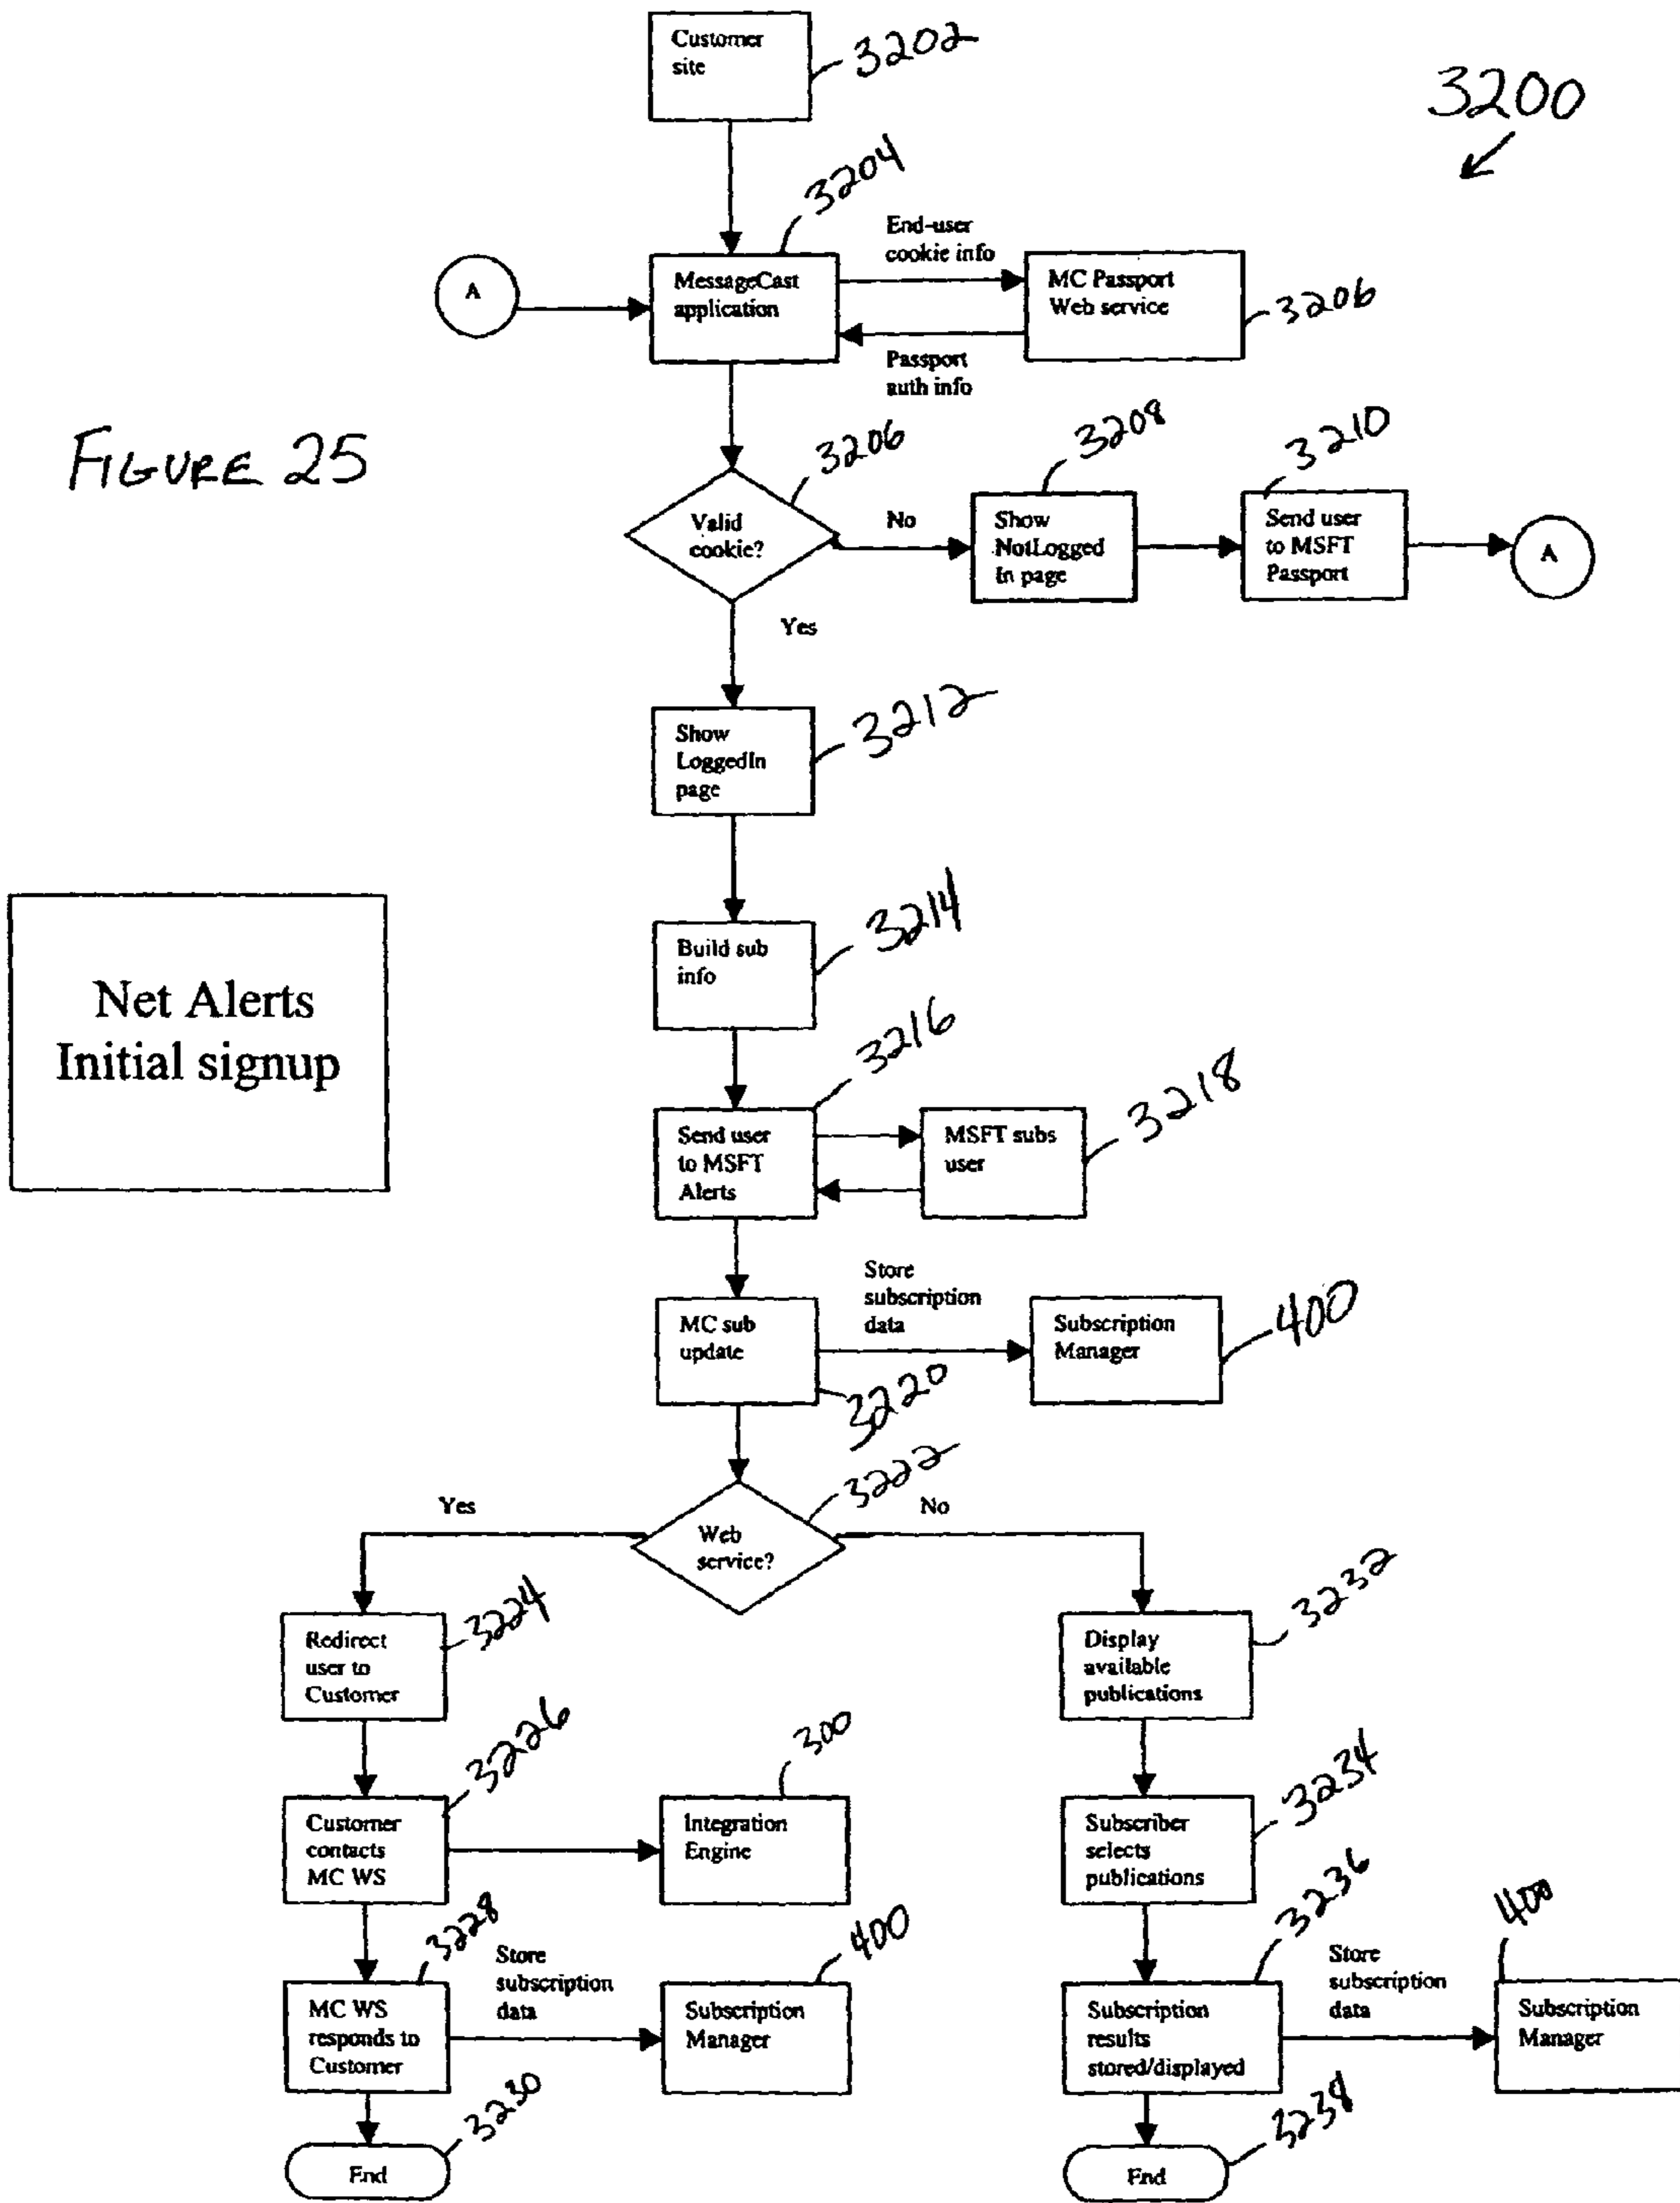 Customer
site
3202
3200
3204
End-user
cookie info
A
MessageCast
application
MC Passport
Web service
3206
Passport
auth info
FIGURE 25
3206
Valid
cookie?
No
3208
Show
NotLogged
In page
3210
Send user
to MSFT
Passport
A
Yes
Show
LoggedIn
page
3212
Build sub
info
3214
Net Alerts
Initial signup
3216
Send user
to MSFT
Alerts
MSFT subs
user
3218
MC sub
update
3220
Store
subscription
data
Subscription
Manager
400
3222
Web
service?
Yes
No
Redirect
user to
Customer
3224
Display
available
publications
3232
Customer
contacts
MC WS
3226
Integration
Engine
300
Subscriber
selects
publications
3234
MC WS
responds to
Customer
3228
Store
subscription
data
Subscription
Manager
400
Subscription
results
stored/displayed
3236
Store
subscription
data
Subscription
Manager
400
End
3230
End
3238